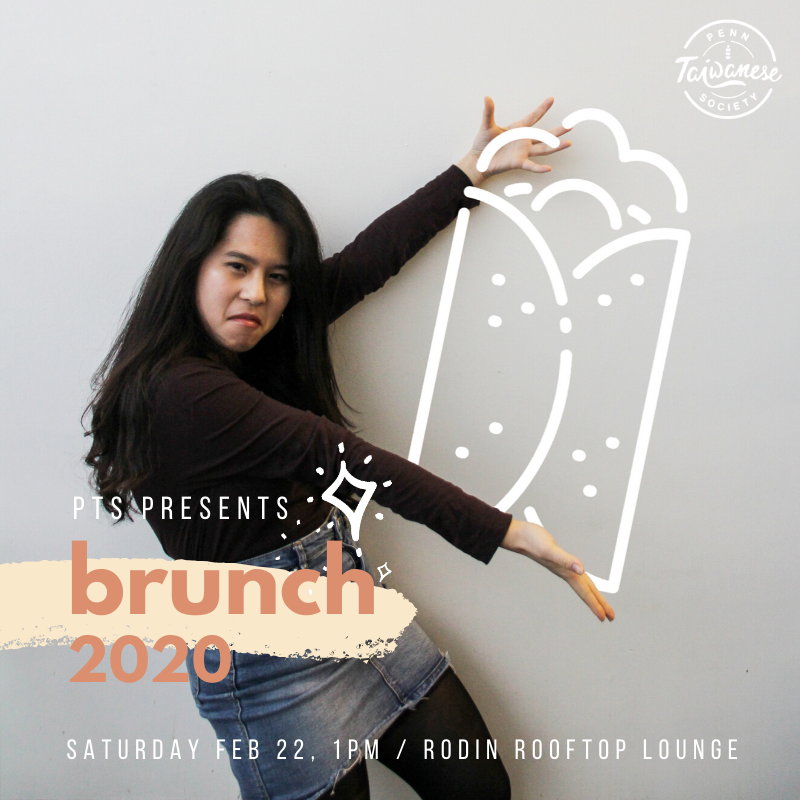 PENN
Taiwanese
SOCIETY
PTS PRESENTS
brunch
2020
SATURDAY FEB 22, 1PM / RODIN ROOFTOP LOUNGE